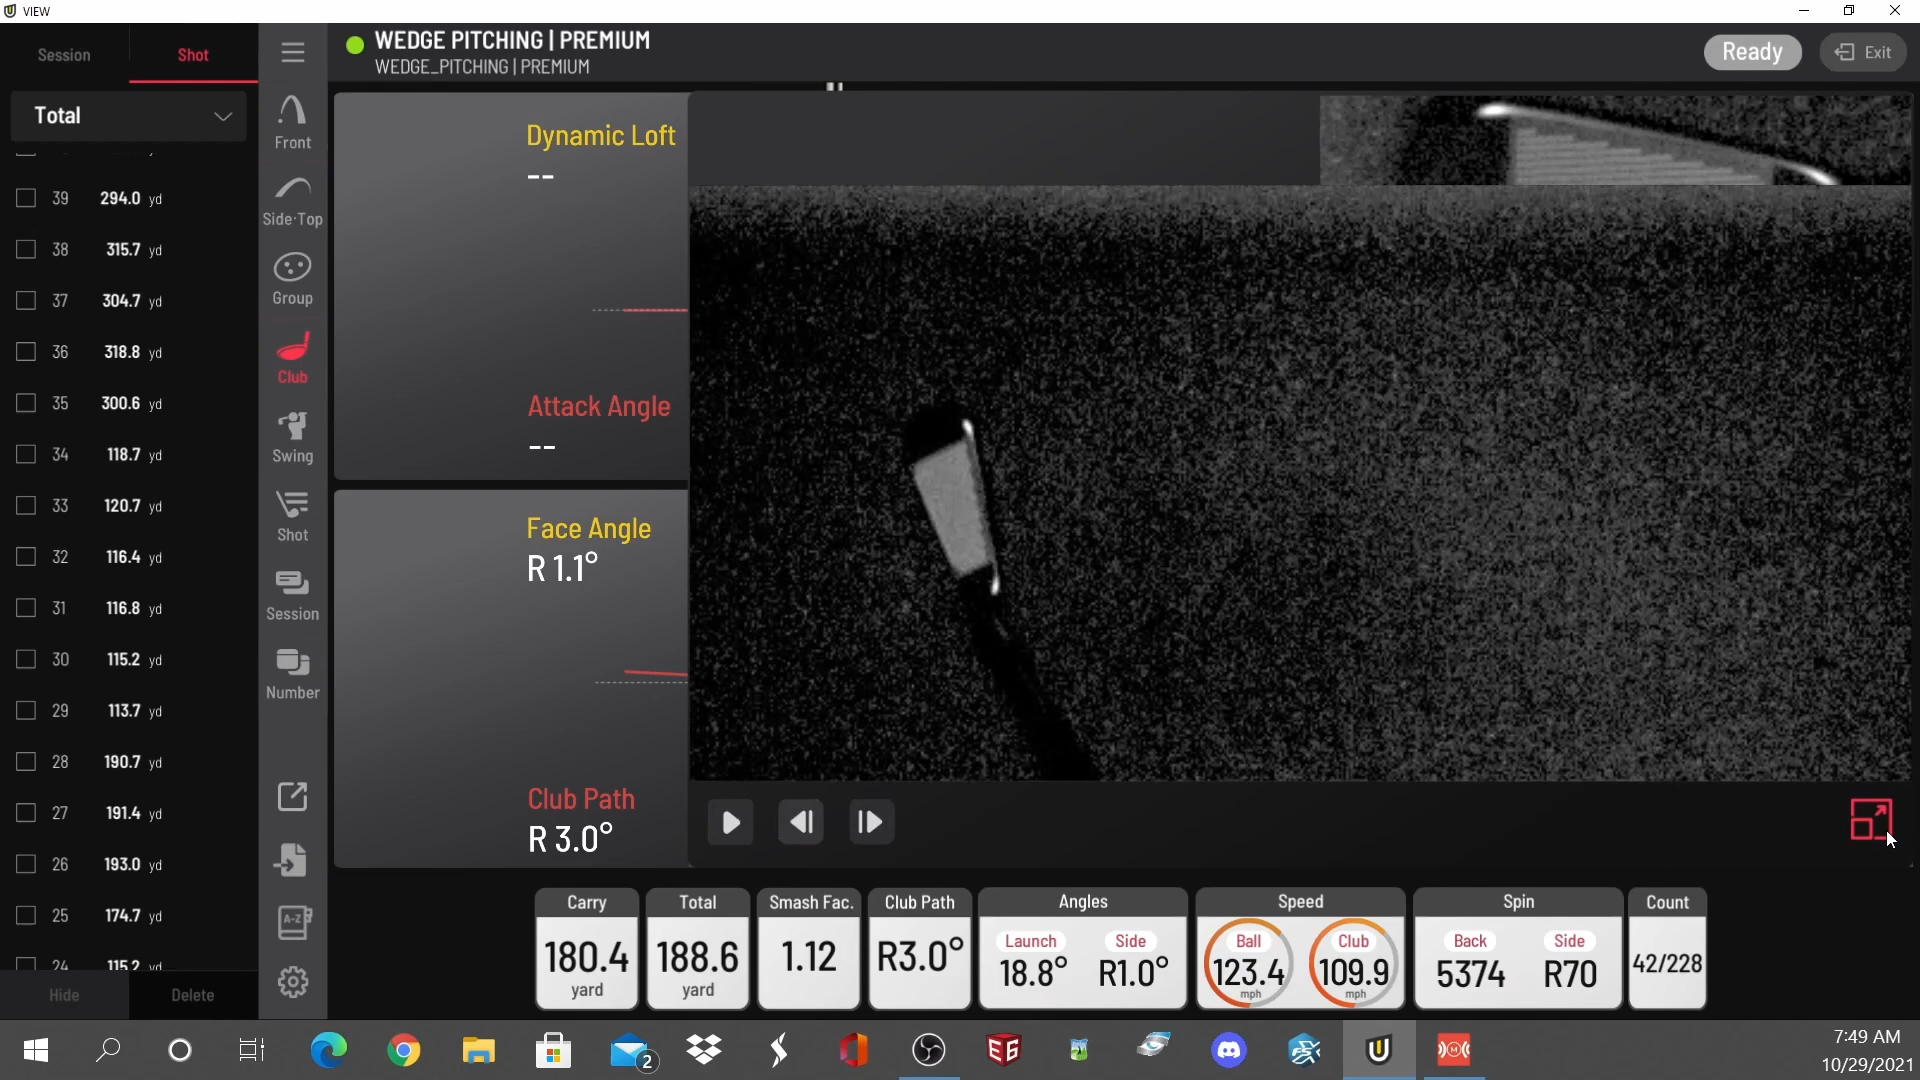 VIEW
Session
Shot
Total
39 294.0 yd
38 315.7 yd
37 304.7 yd
36 318.8 yd
35 300.6 yd
34 118.7 yd
33 120.7 yd
32 116.4 yd
31 116.8 yd
30 115.2 yd
29 113.7 yd
28 190.7 yd
27 191.4 yd
26 193.0 yd
25 174.7 yd
24 115.2 yd
Hide
Delete
Front
Side·Top
Group
Club
Swing
Shot
Session
Number
A-Z
WEDGE PITCHING | PREMIUM
WEDGE_PITCHING | PREMIUM
Ready
Exit
Dynamic Loft
--
Attack Angle
--
Face Angle
R 1.1°
Club Path
R 3.0°
Carry
180.4
yard
Total
188.6
yard
Smash Fac.
1.12
Club Path
R3.0°
Angles
Launch
18.8°
Side
R1.0°
Speed
Ball
123.4
mph
Club
109.9
mph
Spin
Back
5374
Side
R70
Count
42/228
2
E6
FSX
7:49 AM
10/29/2021